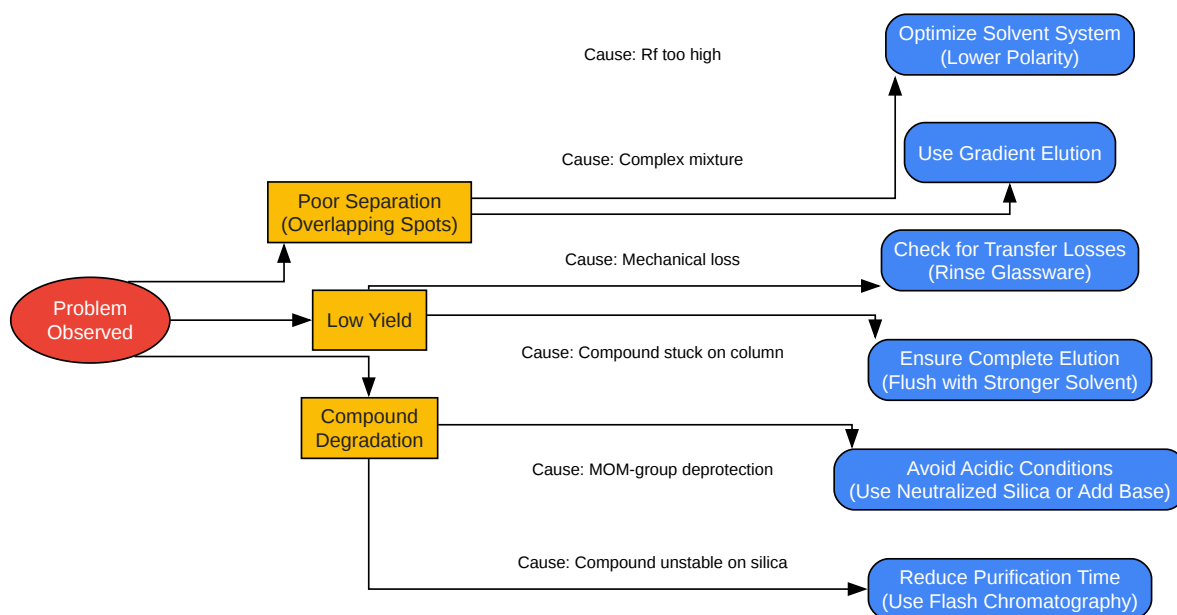 Cause: Rf too high
Optimize Solvent System
(Lower Polarity)
Cause: Complex mixture
Use Gradient Elution
Poor Separation
(Overlapping Spots)
Cause: Mechanical loss
Check for Transfer Losses
(Rinse Glassware)
Problem
Observed
Low Yield
Cause: Compound stuck on column
Ensure Complete Elution
(Flush with Stronger Solvent)
Compound
Degradation
Cause: MOM-group deprotection
Avoid Acidic Conditions
(Use Neutralized Silica or Add Base)
Cause: Compound unstable on silica
Reduce Purification Time
(Use Flash Chromatography)